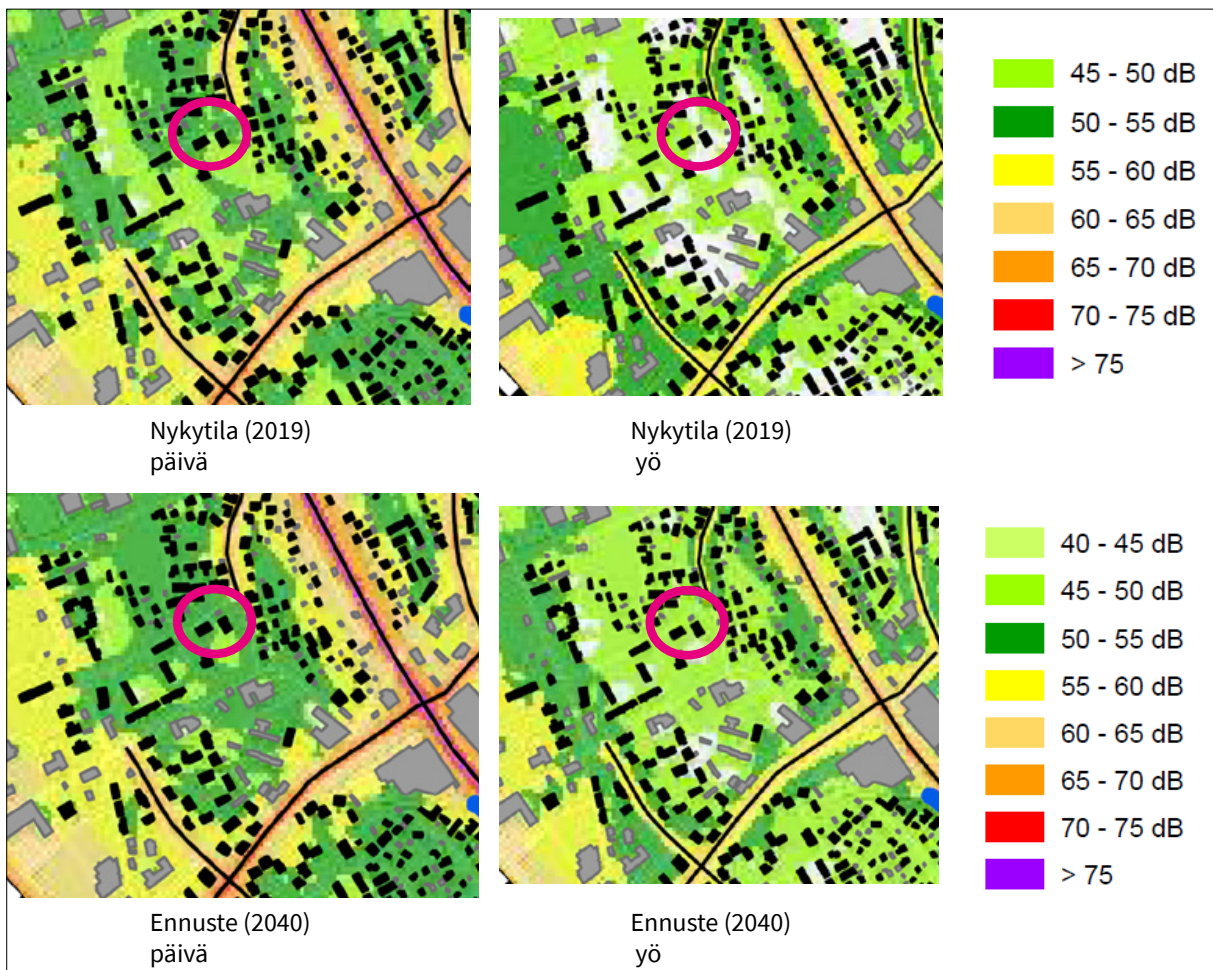 45 - 50 dB
50 - 55 dB
55 - 60 dB
60 - 65 dB
65 - 70 dB
70 - 75 dB
> 75
Nykytila (2019)
päivä
Nykytila (2019)
yö
40 - 45 dB
45 - 50 dB
50 - 55 dB
55 - 60 dB
60 - 65 dB
65 - 70 dB
70 - 75 dB
> 75
Ennuste (2040)
päivä
Ennuste (2040)
yö